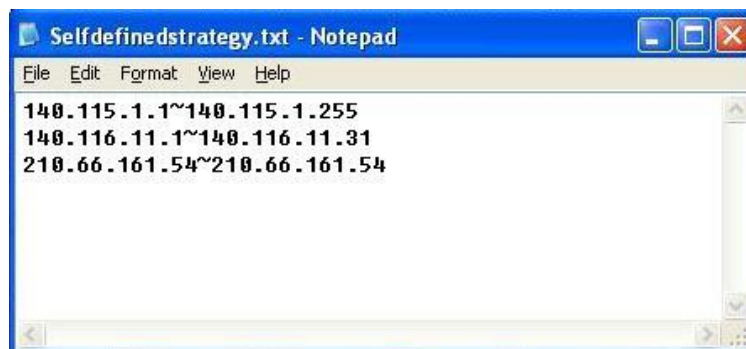 Selfdefinedstrategy.txt - Notepad
File Edit Format View Help
140.115.1.1~140.115.1.255
140.116.11.1~140.116.11.31
210.66.161.54~210.66.161.54